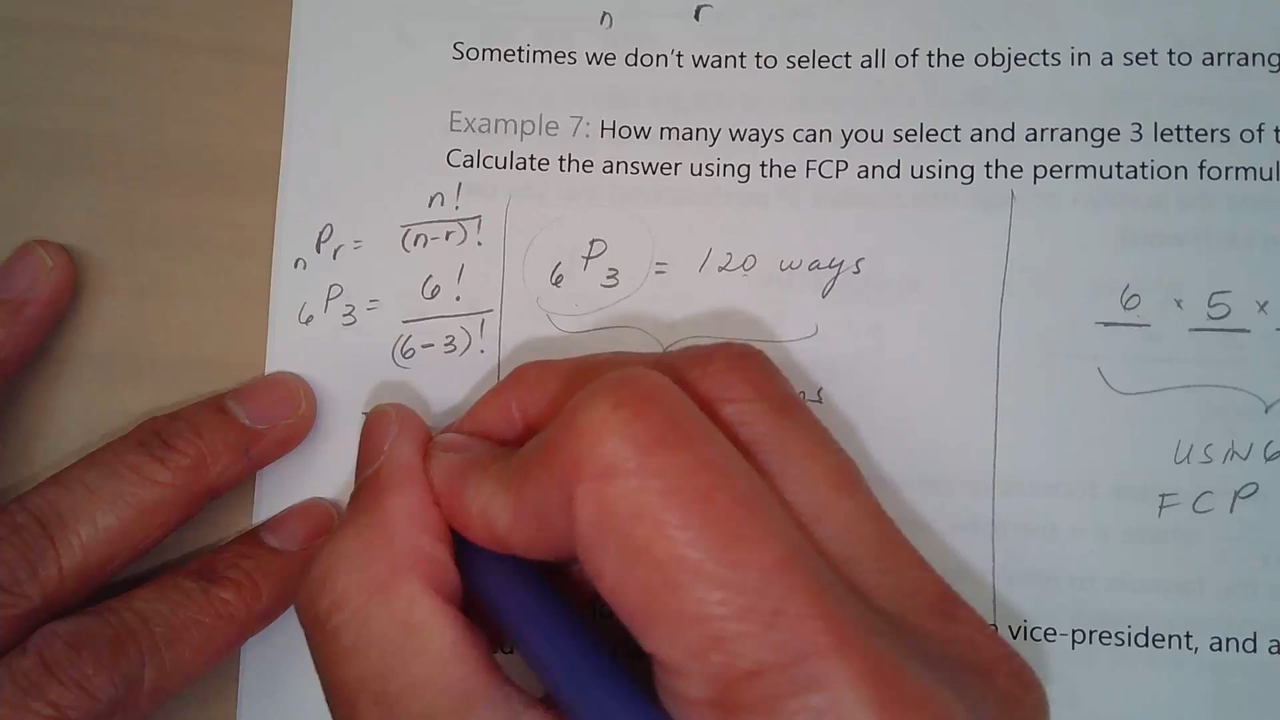 n r
Sometimes we don't want to select all of the objects in a set to arrang
Example 7: How many ways can you select and arrange 3 letters of t
Calculate the answer using the FCP and using the permutation formul
nPr = n!/(n-r)!
6P3 = 6!/(6-3)!
6P3 = 120 ways
6 × 5 ×
USING
FCP
vice-president, and a